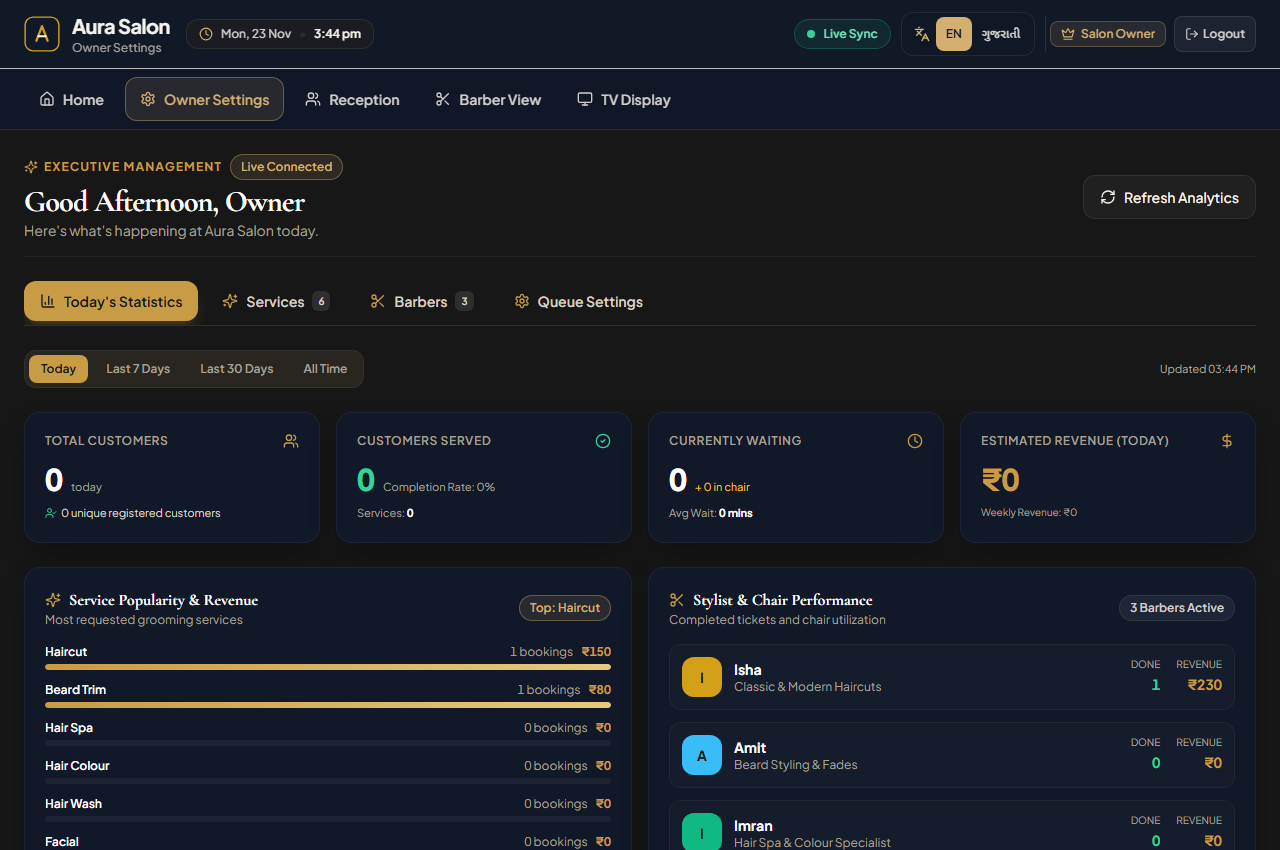 A
Aura Salon
Owner Settings
Mon, 23 Nov • 3:44 pm
Live Sync
EN
ગુજરાતી
Salon Owner
Logout
Home
Owner Settings
Reception
Barber View
TV Display
EXECUTIVE MANAGEMENT
Live Connected
Good Afternoon, Owner
Here's what's happening at Aura Salon today.
Refresh Analytics
Today's Statistics
Services 6
Barbers 3
Queue Settings
Today
Last 7 Days
Last 30 Days
All Time
Updated 03:44 PM
TOTAL CUSTOMERS
0 today
0 unique registered customers
CUSTOMERS SERVED
0 Completion Rate: 0%
Services: 0
CURRENTLY WAITING
0 + 0 in chair
Avg Wait: 0 mins
ESTIMATED REVENUE (TODAY)
₹0
Weekly Revenue: ₹0
Service Popularity & Revenue
Most requested grooming services
Top: Haircut
Haircut 1 bookings ₹150
Beard Trim 1 bookings ₹80
Hair Spa 0 bookings ₹0
Hair Colour 0 bookings ₹0
Hair Wash 0 bookings ₹0
Facial 0 bookings ₹0
Stylist & Chair Performance
Completed tickets and chair utilization
3 Barbers Active
I
Isha
Classic & Modern Haircuts
DONE REVENUE
1 ₹230
A
Amit
Beard Styling & Fades
DONE REVENUE
0 ₹0
I
Imran
Hair Spa & Colour Specialist
DONE REVENUE
0 ₹0